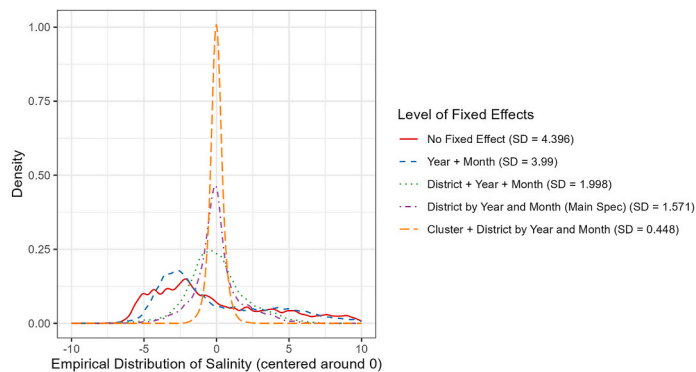 1.00
0.75
0.50
0.25
0.00
Density
-10 -5 0 5 10
Empirical Distribution of Salinity (centered around 0)
Level of Fixed Effects
No Fixed Effect (SD = 4.396)
Year + Month (SD = 3.99)
District + Year + Month (SD = 1.998)
District by Year and Month (Main Spec) (SD = 1.571)
Cluster + District by Year and Month (SD = 0.448)